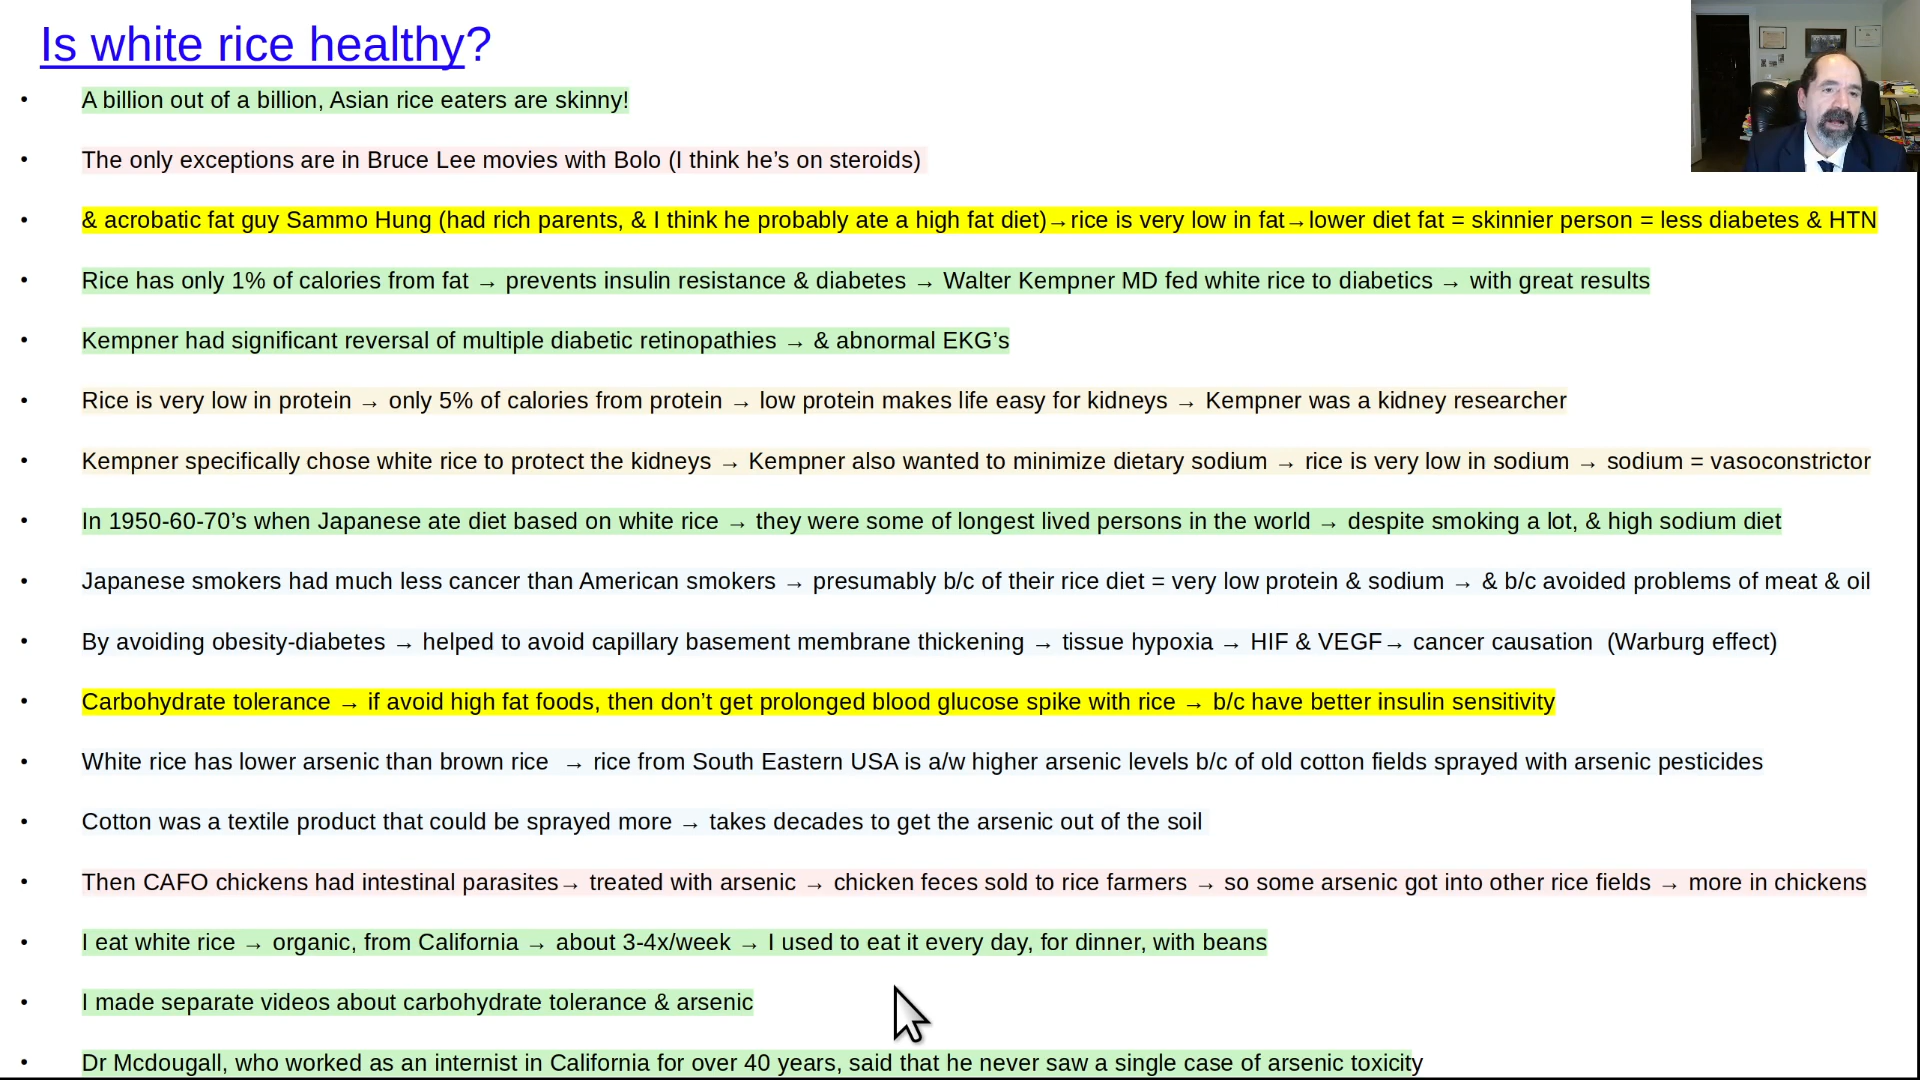 Is white rice healthy?
• A billion out of a billion, Asian rice eaters are skinny!
• The only exceptions are in Bruce Lee movies with Bolo (I think he’s on steroids)
• & acrobatic fat guy Sammo Hung (had rich parents, & I think he probably ate a high fat diet)→rice is very low in fat→lower diet fat = skinnier person = less diabetes & HTN
• Rice has only 1% of calories from fat → prevents insulin resistance & diabetes → Walter Kempner MD fed white rice to diabetics → with great results
• Kempner had significant reversal of multiple diabetic retinopathies → & abnormal EKG’s
• Rice is very low in protein → only 5% of calories from protein → low protein makes life easy for kidneys → Kempner was a kidney researcher
• Kempner specifically chose white rice to protect the kidneys → Kempner also wanted to minimize dietary sodium → rice is very low in sodium → sodium = vasoconstrictor
• In 1950-60-70’s when Japanese ate diet based on white rice → they were some of longest lived persons in the world → despite smoking a lot, & high sodium diet
• Japanese smokers had much less cancer than American smokers → presumably b/c of their rice diet = very low protein & sodium → & b/c avoided problems of meat & oil
• By avoiding obesity-diabetes → helped to avoid capillary basement membrane thickening → tissue hypoxia → HIF & VEGF→ cancer causation (Warburg effect)
• Carbohydrate tolerance → if avoid high fat foods, then don’t get prolonged blood glucose spike with rice → b/c have better insulin sensitivity
• White rice has lower arsenic than brown rice → rice from South Eastern USA is a/w higher arsenic levels b/c of old cotton fields sprayed with arsenic pesticides
• Cotton was a textile product that could be sprayed more → takes decades to get the arsenic out of the soil
• Then CAFO chickens had intestinal parasites→ treated with arsenic → chicken feces sold to rice farmers → so some arsenic got into other rice fields → more in chickens
• I eat white rice → organic, from California → about 3-4x/week → I used to eat it every day, for dinner, with beans
• I made separate videos about carbohydrate tolerance & arsenic
• Dr Mcdougall, who worked as an internist in California for over 40 years, said that he never saw a single case of arsenic toxicity